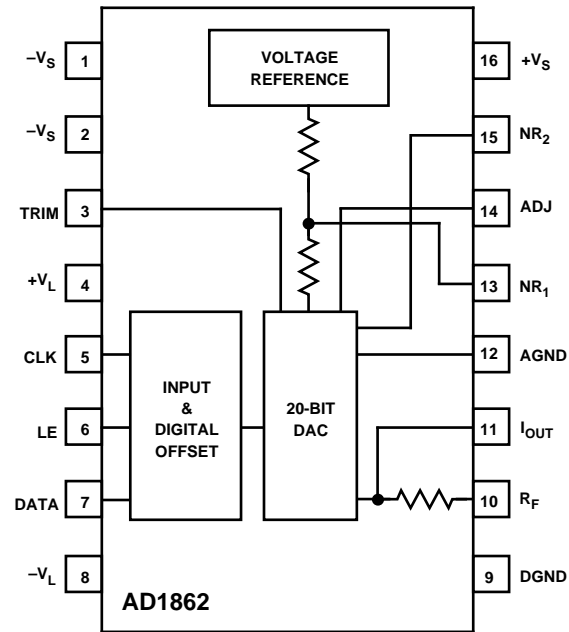 −VS 1
−VS 2
TRIM 3
+VL 4
CLK 5
LE 6
DATA 7
−VL 8
VOLTAGE
REFERENCE
INPUT
&
DIGITAL
OFFSET
20-BIT
DAC
AD1862
16 +VS
15 NR2
14 ADJ
13 NR1
12 AGND
11 IOUT
10 RF
9 DGND